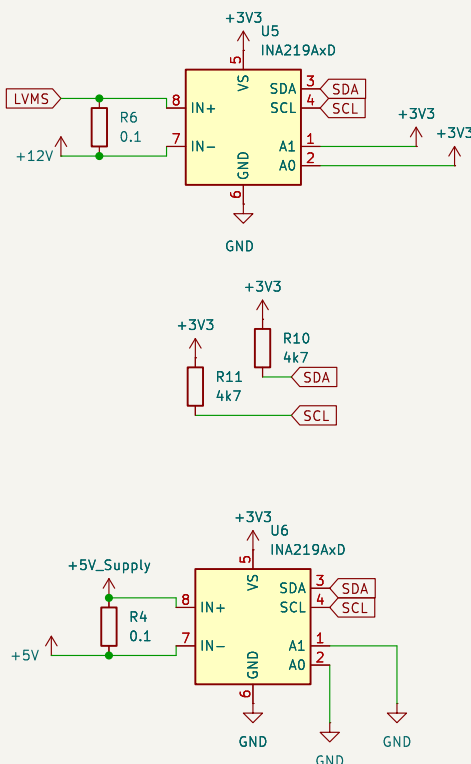 +3V3
U5
INA219AxD
5
VS
LVMS
8
IN+
SDA
3
SDA
SCL
4
SCL
R6
0.1
+12V
7
IN-
A1
1
+3V3
A0
2
+3V3
GND
6
GND
+3V3
R10
4k7
SDA
+3V3
R11
4k7
SCL
+3V3
U6
INA219AxD
5
VS
+5V_Supply
8
IN+
SDA
3
SDA
SCL
4
SCL
R4
0.1
+5V
7
IN-
A1
1
A0
2
GND
6
GND
GND
GND